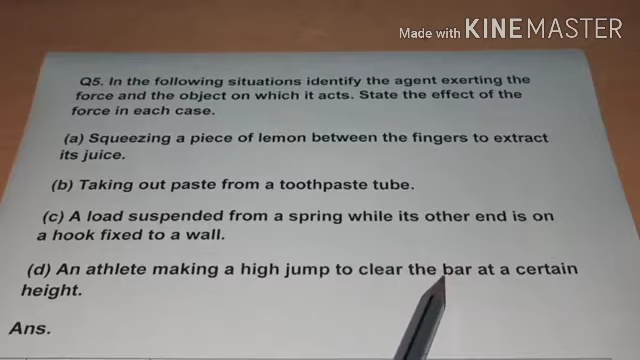 Made with KINEMASTER
Q5. In the following situations identify the agent exerting the
force and the object on which it acts. State the effect of the
force in each case.
(a) Squeezing a piece of lemon between the fingers to extract
its juice.
(b) Taking out paste from a toothpaste tube.
(c) A load suspended from a spring while its other end is on
a hook fixed to a wall.
(d) An athlete making a high jump to clear the bar at a certain
height.
Ans.